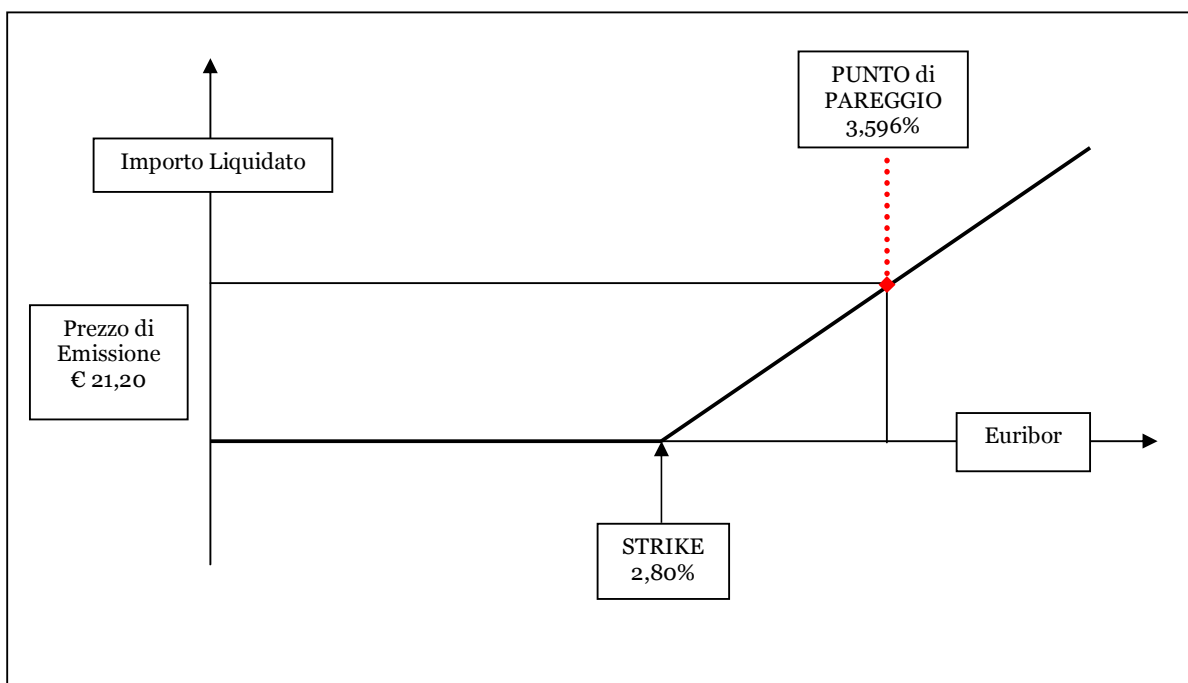 PUNTO di
PAREGGIO
3,596%
Importo Liquidato
Prezzo di
Emissione
€ 21,20
Euribor
STRIKE
2,80%